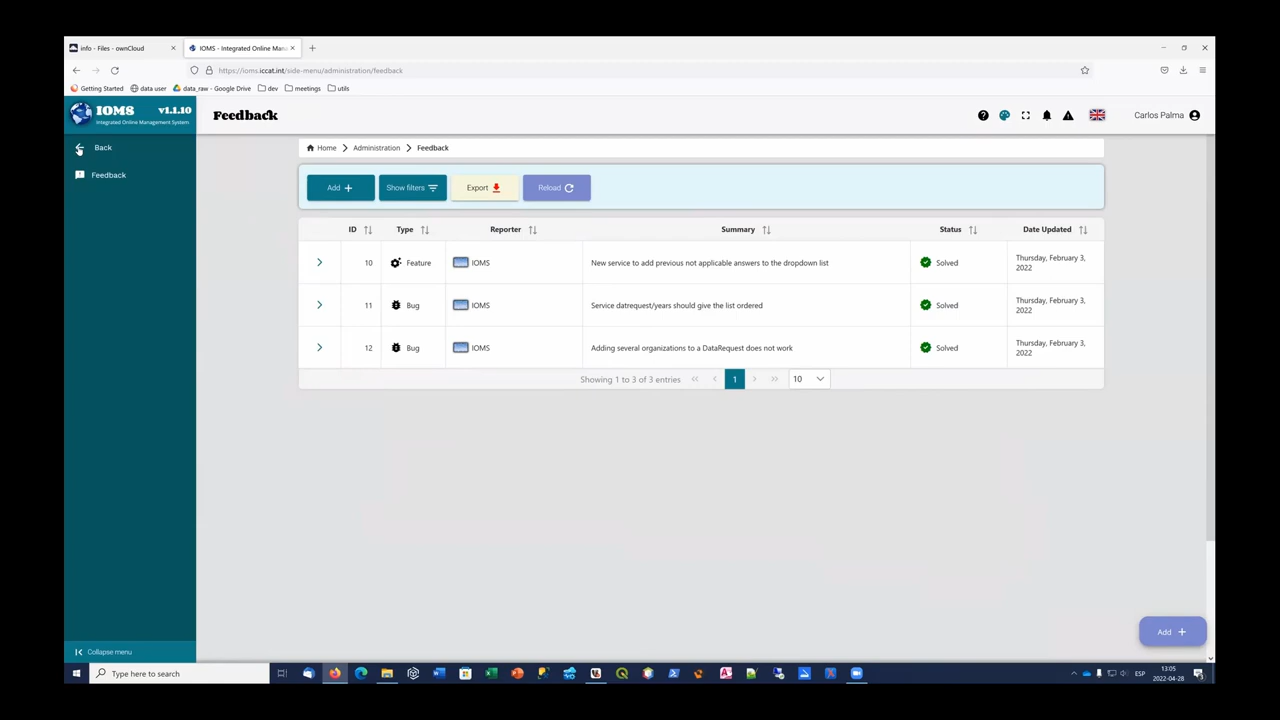 info - Files - ownCloud
IOMS - Integrated Online Mana
https://ioms.iccat.int/side-menu/administration/feedback
Getting Started data user data_raw - Google Drive dev meetings utils
IOMS v1.1.10
Integrated Online Management System
Feedback
Carlos Palma
Back
Feedback
Home Administration Feedback
Add Show filters Export Reload
ID Type Reporter Summary Status Date Updated
10 Feature IOMS New service to add previous not applicable answers to the dropdown list Solved Thursday, February 3, 2022
11 Bug IOMS Service datrequest/years should give the list ordered Solved Thursday, February 3, 2022
12 Bug IOMS Adding several organizations to a DataRequest does not work Solved Thursday, February 3, 2022
Showing 1 to 3 of 3 entries 1 10
Add
Collapse menu
Type here to search
ESP
13:05
2022-04-28